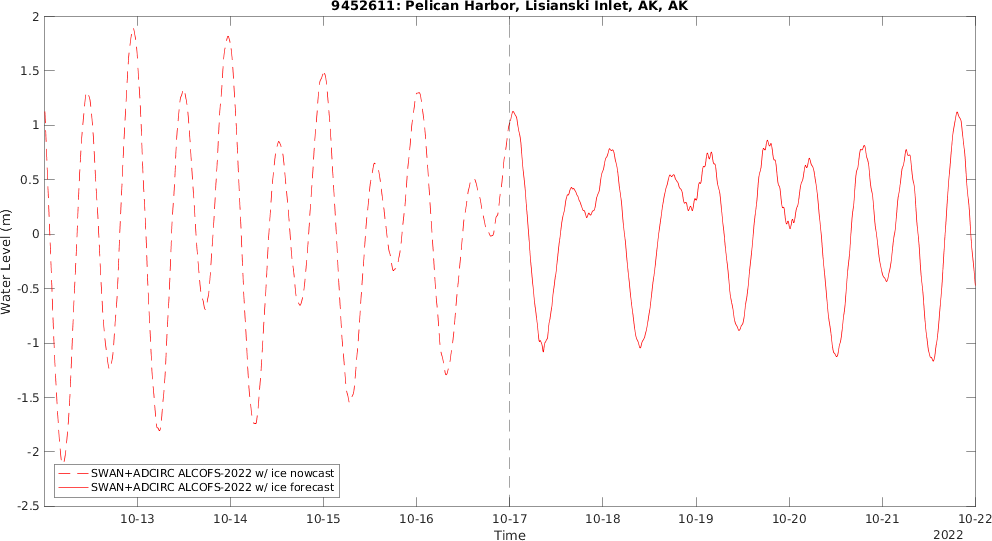 9452611: Pelican Harbor, Lisianski Inlet, AK, AK
Water Level (m)
2
1.5
1
0.5
0
-0.5
-1
-1.5
-2
-2.5
SWAN+ADCIRC ALCOFS-2022 w/ ice nowcast
SWAN+ADCIRC ALCOFS-2022 w/ ice forecast
10-13 10-14 10-15 10-16 10-17 10-18 10-19 10-20 10-21 10-22
Time
2022